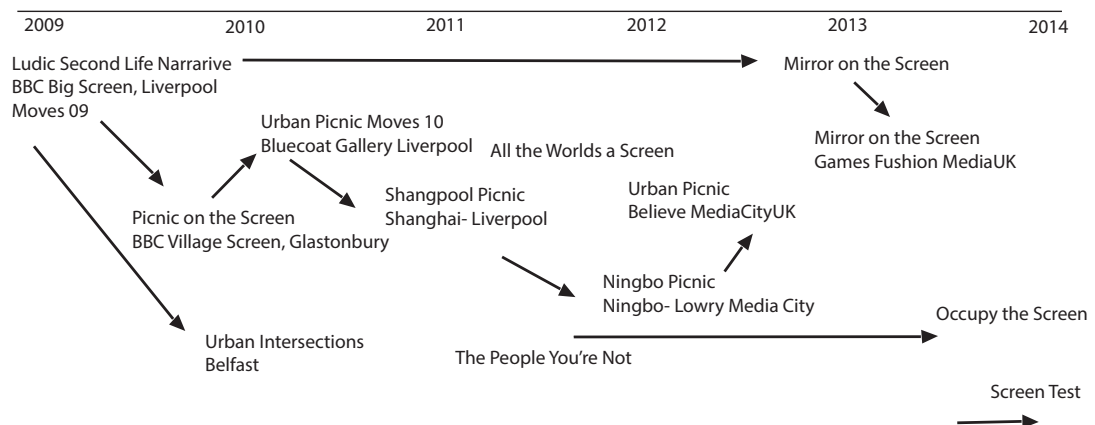 2009 2010 2011 2012 2013 2014
Ludic Second Life Narrarive
BBC Big Screen, Liverpool
Moves 09
Mirror on the Screen
Urban Picnic Moves 10
Bluecoat Gallery Liverpool
All the Worlds a Screen
Mirror on the Screen
Games Fushion MediaUK
Shangpool Picnic
Shanghai- Liverpool
Urban Picnic
Believe MediaCityUK
Picnic on the Screen
BBC Village Screen, Glastonbury
Ningbo Picnic
Ningbo- Lowry Media City
Occupy the Screen
Urban Intersections
Belfast
The People You're Not
Screen Test